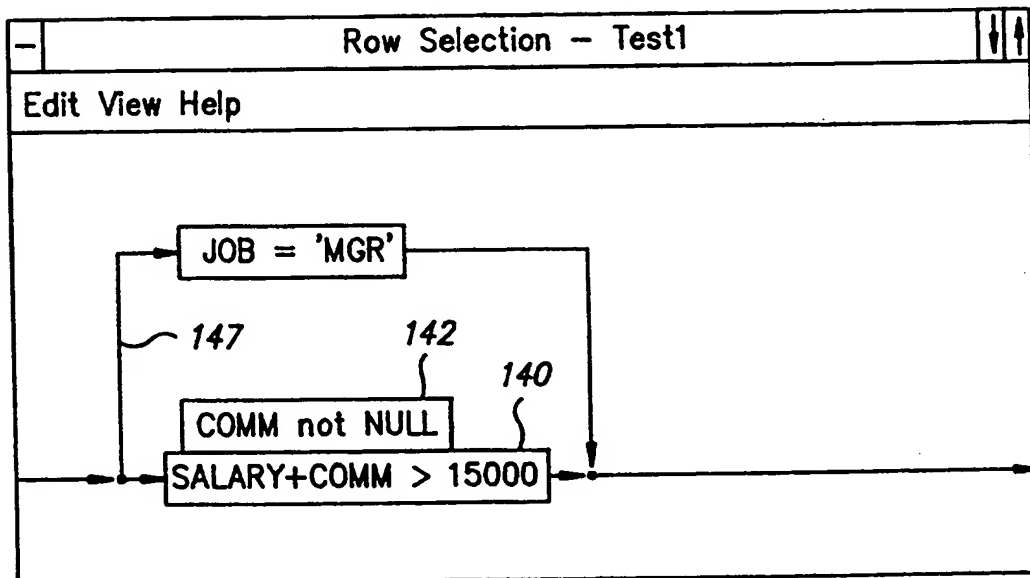 Row Selection – Test1
Edit View Help
JOB = 'MGR'
147
142
140
COMM not NULL
SALARY+COMM > 15000